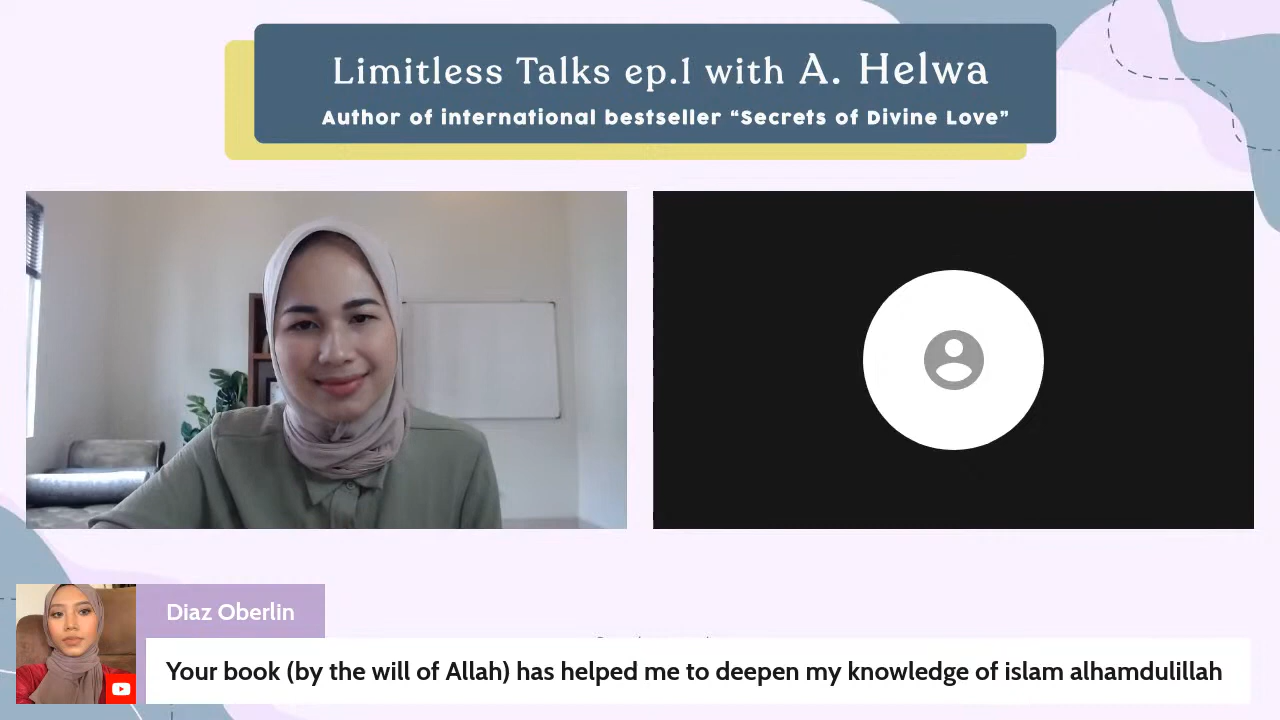 Limitless Talks ep.1 with A. Helwa
Author of international bestseller “Secrets of Divine Love”
Diaz Oberlin
Your book (by the will of Allah) has helped me to deepen my knowledge of islam alhamdulillah